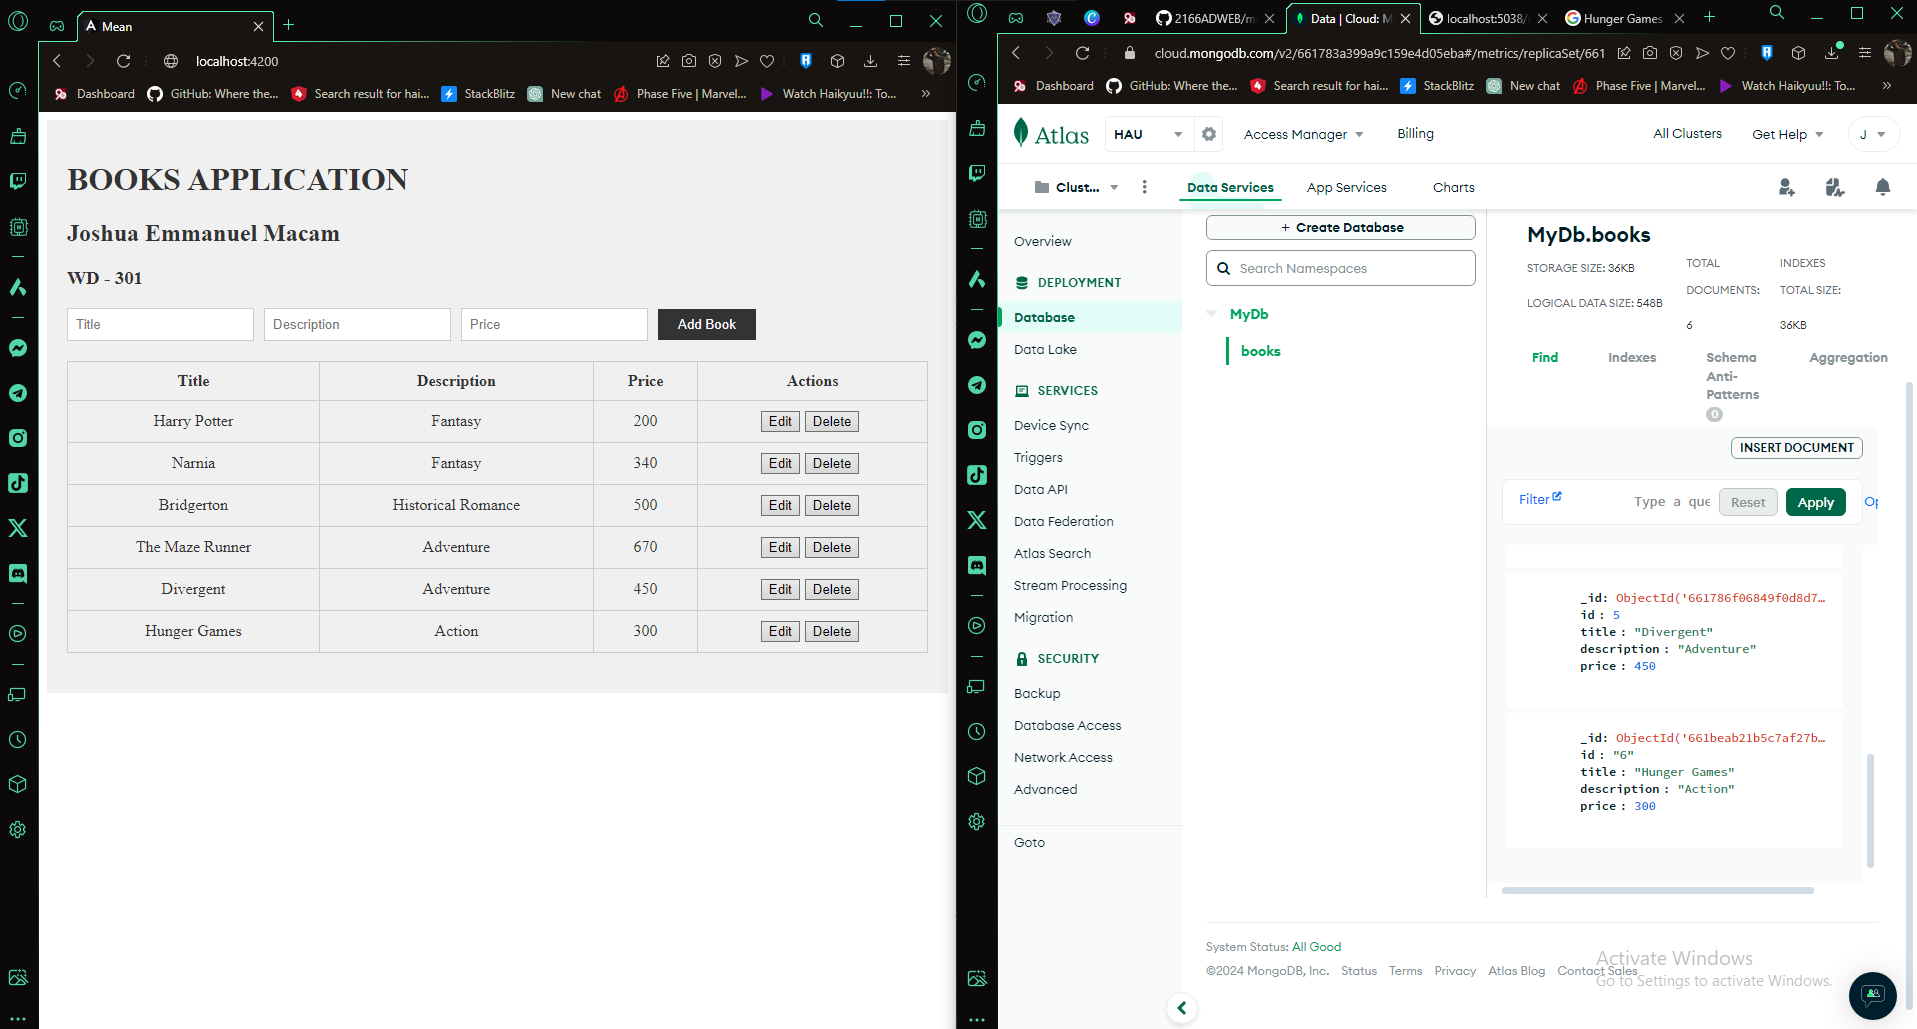 Mean
localhost:4200
Dashboard GitHub: Where the... Search result for hai... StackBlitz New chat Phase Five | Marvel... Watch Haikyuu!!: To... »
BOOKS APPLICATION
Joshua Emmanuel Macam
WD - 301
Title Description Price Add Book
Title Description Price Actions
Harry Potter Fantasy 200 Edit Delete
Narnia Fantasy 340 Edit Delete
Bridgerton Historical Romance 500 Edit Delete
The Maze Runner Adventure 670 Edit Delete
Divergent Adventure 450 Edit Delete
Hunger Games Action 300 Edit Delete
2166ADWEB/m Data | Cloud: M localhost:5038/ Hunger Games
cloud.mongodb.com/v2/661783a399a9c159e4d05eba#/metrics/replicaSet/661
Dashboard GitHub: Where the... Search result for hai... StackBlitz New chat Phase Five | Marvel... Watch Haikyuu!!: To... »
Atlas HAU Access Manager Billing All Clusters Get Help J
Clust... Data Services App Services Charts
Overview
DEPLOYMENT
Database
Data Lake
SERVICES
Device Sync
Triggers
Data API
Data Federation
Atlas Search
Stream Processing
Migration
SECURITY
Backup
Database Access
Network Access
Advanced
Goto
+ Create Database
Search Namespaces
MyDb
books
MyDb.books
STORAGE SIZE: 36KB
LOGICAL DATA SIZE: 548B
TOTAL
DOCUMENTS:
6
INDEXES
TOTAL SIZE:
36KB
Find Indexes Schema Anti-Patterns 0 Aggregation
INSERT DOCUMENT
Filter Type a que Reset Apply Op
_id: ObjectId('661786f06849f0d8d7…
id: 5
title: "Divergent"
description: "Adventure"
price: 450
_id: ObjectId('661beab21b5c7af27b…
id: "6"
title: "Hunger Games"
description: "Action"
price: 300
System Status: All Good
©2024 MongoDB, Inc. Status Terms Privacy Atlas Blog Contact Sales
Activate Windows
Go to Settings to activate Windows.